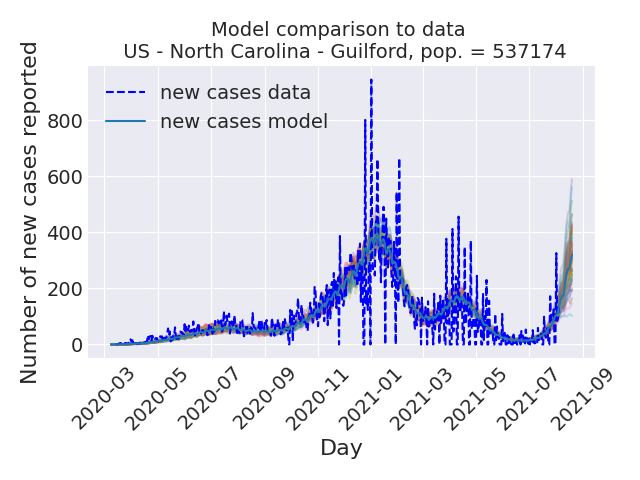 Model comparison to data
US - North Carolina - Guilford, pop. = 537174
Number of new cases reported
new cases data
new cases model
800
600
400
200
0
2020-03
2020-05
2020-07
2020-09
2020-11
2021-01
2021-03
2021-05
2021-07
2021-09
Day